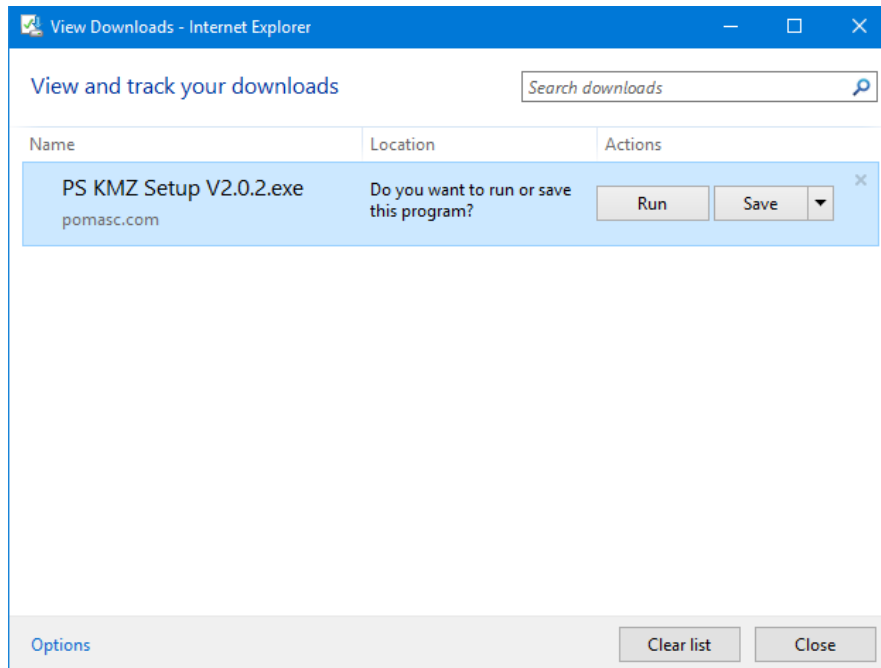 View Downloads - Internet Explorer
View and track your downloads
Search downloads
Name Location Actions
PS KMZ Setup V2.0.2.exe
pomasc.com
Do you want to run or save
this program?
Run Save
Options Clear list Close